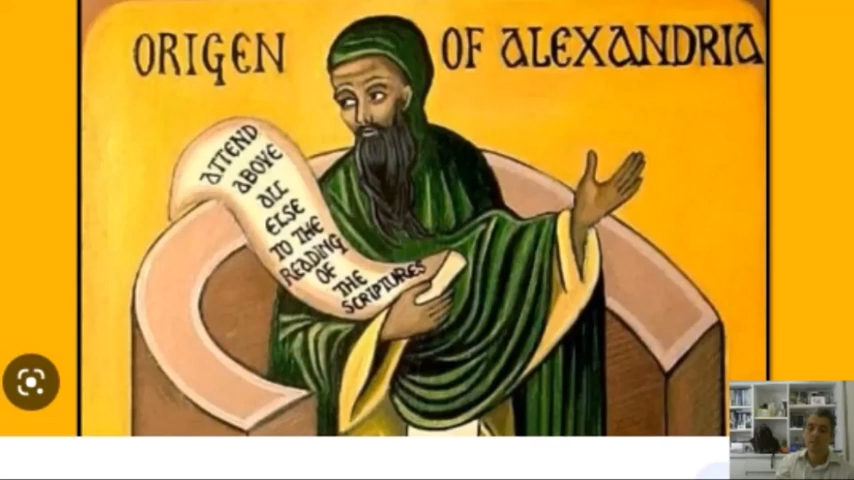 ORIGEN OF ALEXANDRIA
ATTEND
ABOVE
ALL
ELSE
TO THE
READING
OF
THE
SCRIPTURES